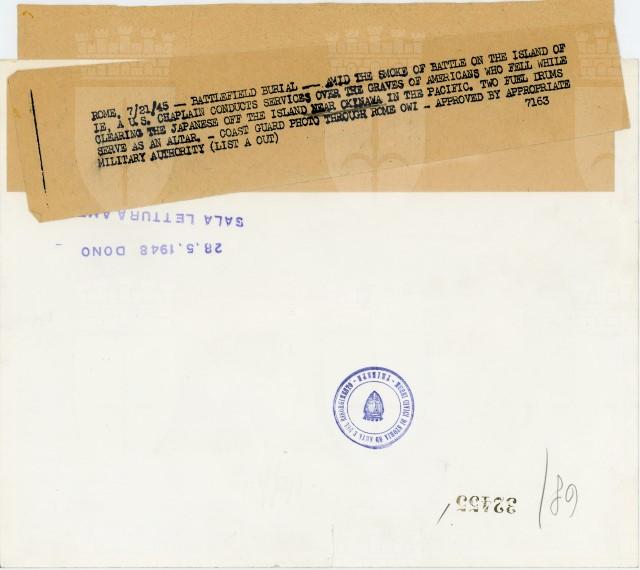 ROME, 7/21/45 — BATTLEFIELD BURIAL —— AMID THE SMOKE OF BATTLE ON THE ISLAND OF
IE, A U.S. CHAPLAIN CONDUCTS SERVICES OVER THE GRAVES OF AMERICANS WHO FELL WHILE
CLEARING THE JAPANESE OFF THE ISLAND NEAR OKINAWA IN THE PACIFIC. TWO FUEL DRUMS
SERVE AS AN ALTAR. — COAST GUARD PHOTO THROUGH ROME OWI — APPROVED BY APPROPRIATE
MILITARY AUTHORITY (LIST A OUT) 7163
SALA LETTURA
28.5.1948 DONO
32455
/89